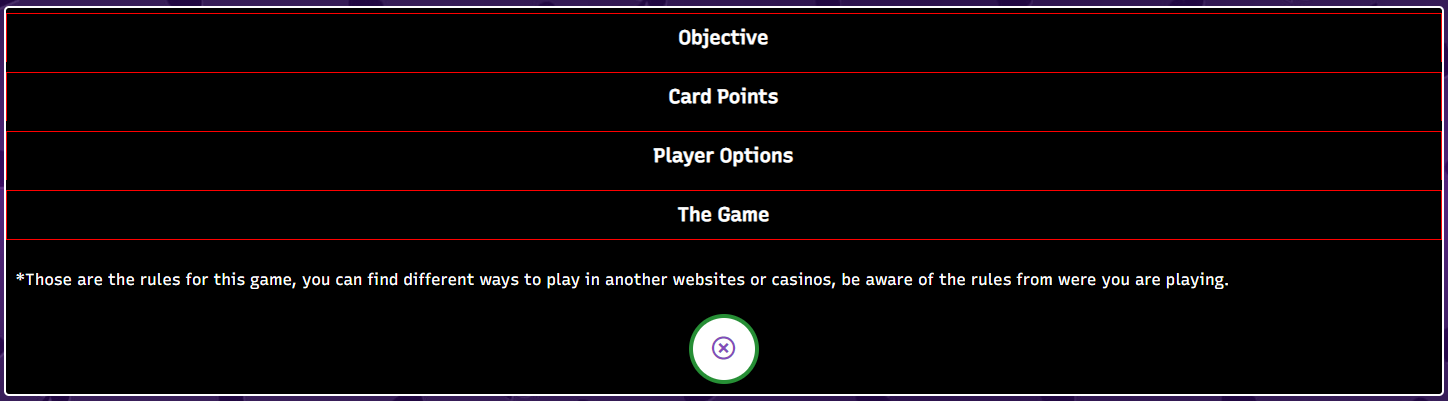 Objective
Card Points
Player Options
The Game
*Those are the rules for this game, you can find different ways to play in another websites or casinos, be aware of the rules from were you are playing.